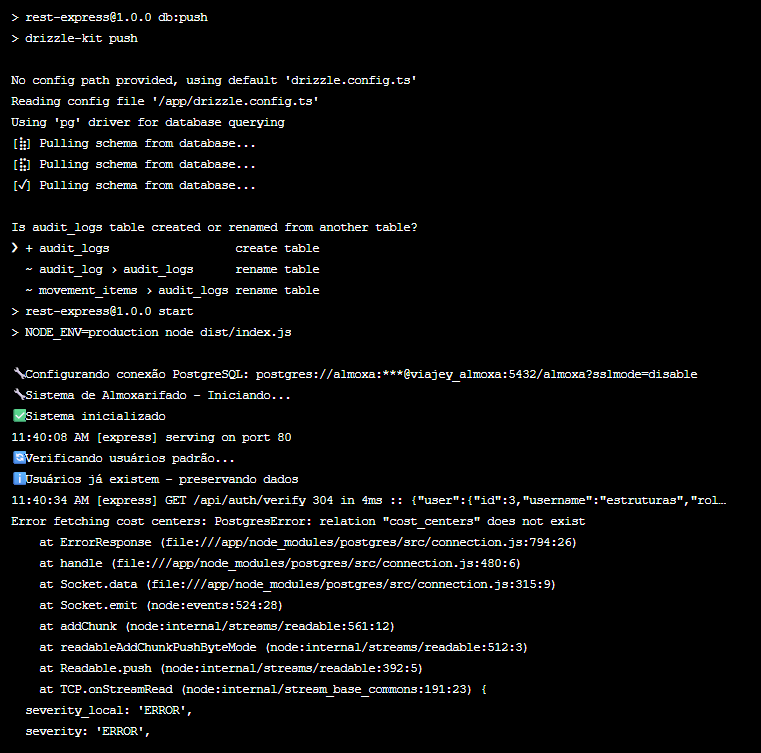 > rest-express@1.0.0 db:push
> drizzle-kit push
No config path provided, using default 'drizzle.config.ts'
Reading config file '/app/drizzle.config.ts'
Using 'pg' driver for database querying
[⣷] Pulling schema from database...
[⣯] Pulling schema from database...
[✓] Pulling schema from database...
Is audit_logs table created or renamed from another table?
❯ + audit_logs                  create table
  ~ audit_log › audit_logs      rename table
  ~ movement_items › audit_logs rename table
> rest-express@1.0.0 start
> NODE_ENV=production node dist/index.js
🔧Configurando conexão PostgreSQL: postgres://almoxa:***@viajey_almoxa:5432/almoxa?sslmode=disable
🔧Sistema de Almoxarifado - Iniciando...
✅Sistema inicializado
11:40:08 AM [express] serving on port 80
🔄Verificando usuários padrão...
ℹ️Usuários já existem - preservando dados
11:40:34 AM [express] GET /api/auth/verify 304 in 4ms :: {"user":{"id":3,"username":"estruturas","rol…
Error fetching cost centers: PostgresError: relation "cost_centers" does not exist
    at ErrorResponse (file:///app/node_modules/postgres/src/connection.js:794:26)
    at handle (file:///app/node_modules/postgres/src/connection.js:480:6)
    at Socket.data (file:///app/node_modules/postgres/src/connection.js:315:9)
    at Socket.emit (node:events:524:28)
    at addChunk (node:internal/streams/readable:561:12)
    at readableAddChunkPushByteMode (node:internal/streams/readable:512:3)
    at Readable.push (node:internal/streams/readable:392:5)
    at TCP.onStreamRead (node:internal/stream_base_commons:191:23) {
  severity_local: 'ERROR',
  severity: 'ERROR',